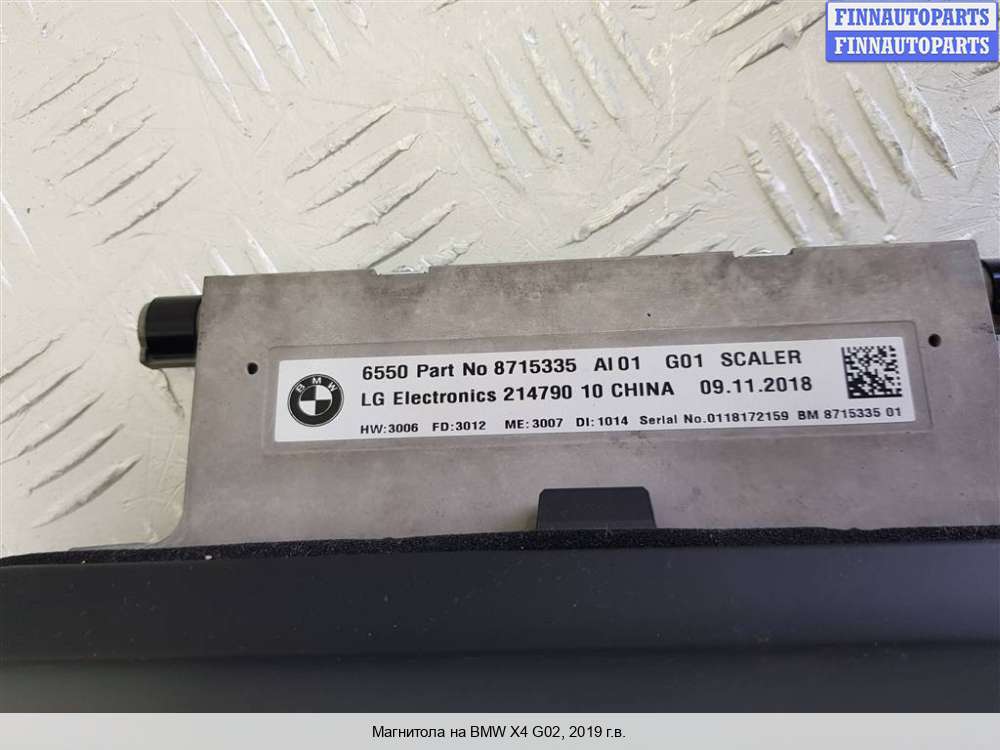 FINNAUTOPARTS
FINNAUTOPARTS
BMW
6550 Part No 8715335 AI 01 G01 SCALER
LG Electronics 214790 10 CHINA 09.11.2018
HW:3006 FD:3012 ME:3007 DI:1014 Serial No.0118172159 BM 8715335 01
Магнитола на BMW X4 G02, 2019 г.в.